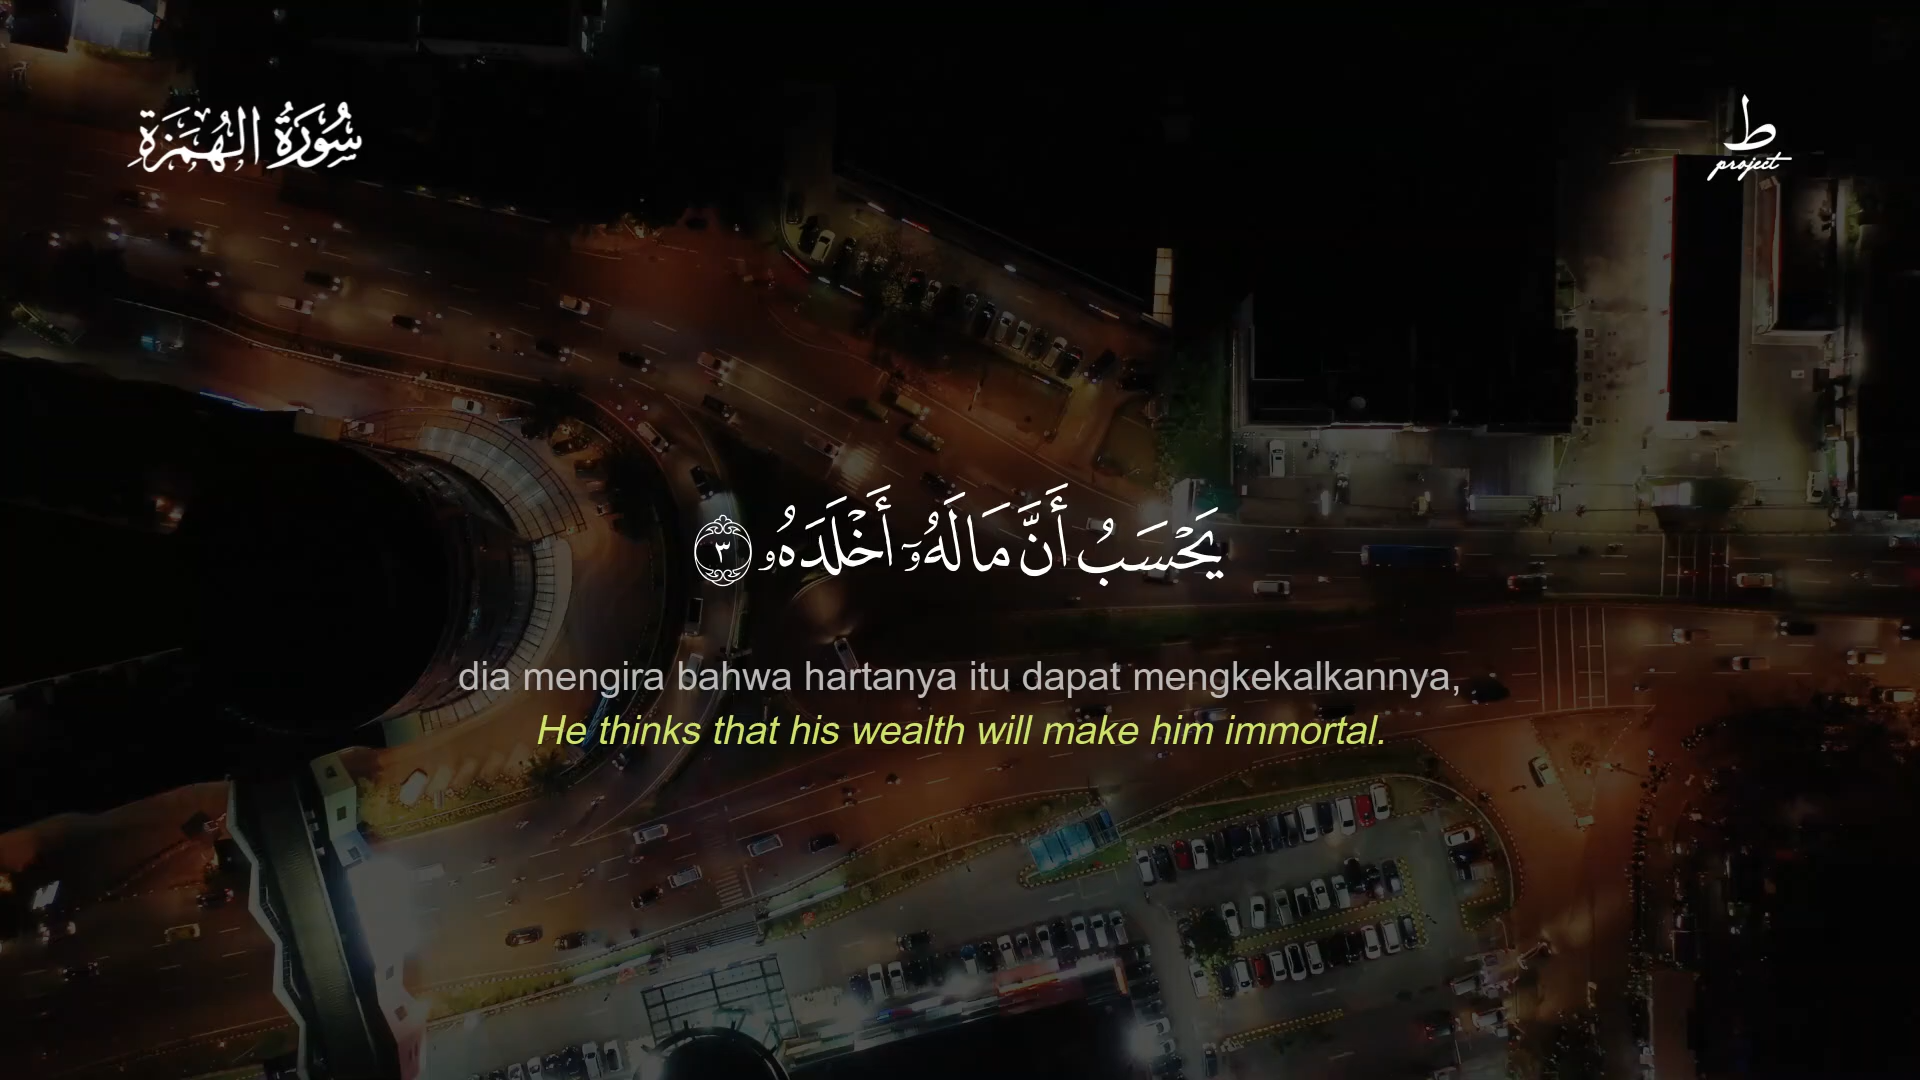 سُورَةُ الهُمَزَةِ
ط
project
يَحْسَبُ أَنَّ مَالَهُۥٓ أَخْلَدَهُۥ ٣
dia mengira bahwa hartanya itu dapat mengkekalkannya,
He thinks that his wealth will make him immortal.